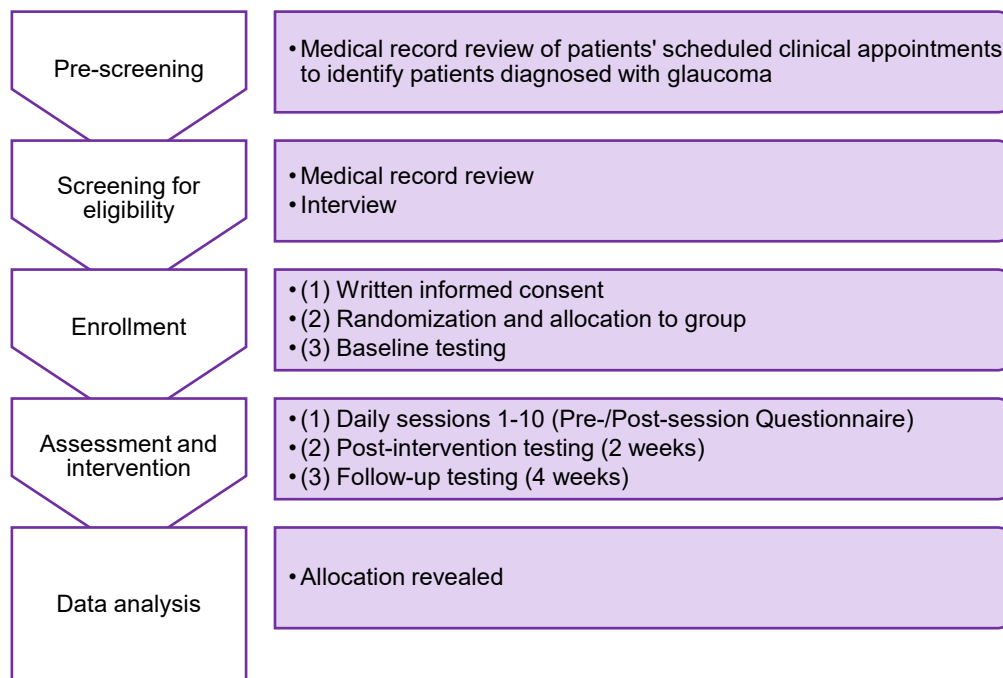 Pre-screening
• Medical record review of patients' scheduled clinical appointments
to identify patients diagnosed with glaucoma
Screening for
eligibility
• Medical record review
• Interview
Enrollment
• (1) Written informed consent
• (2) Randomization and allocation to group
• (3) Baseline testing
Assessment and
intervention
• (1) Daily sessions 1-10 (Pre-/Post-session Questionnaire)
• (2) Post-intervention testing (2 weeks)
• (3) Follow-up testing (4 weeks)
Data analysis
• Allocation revealed